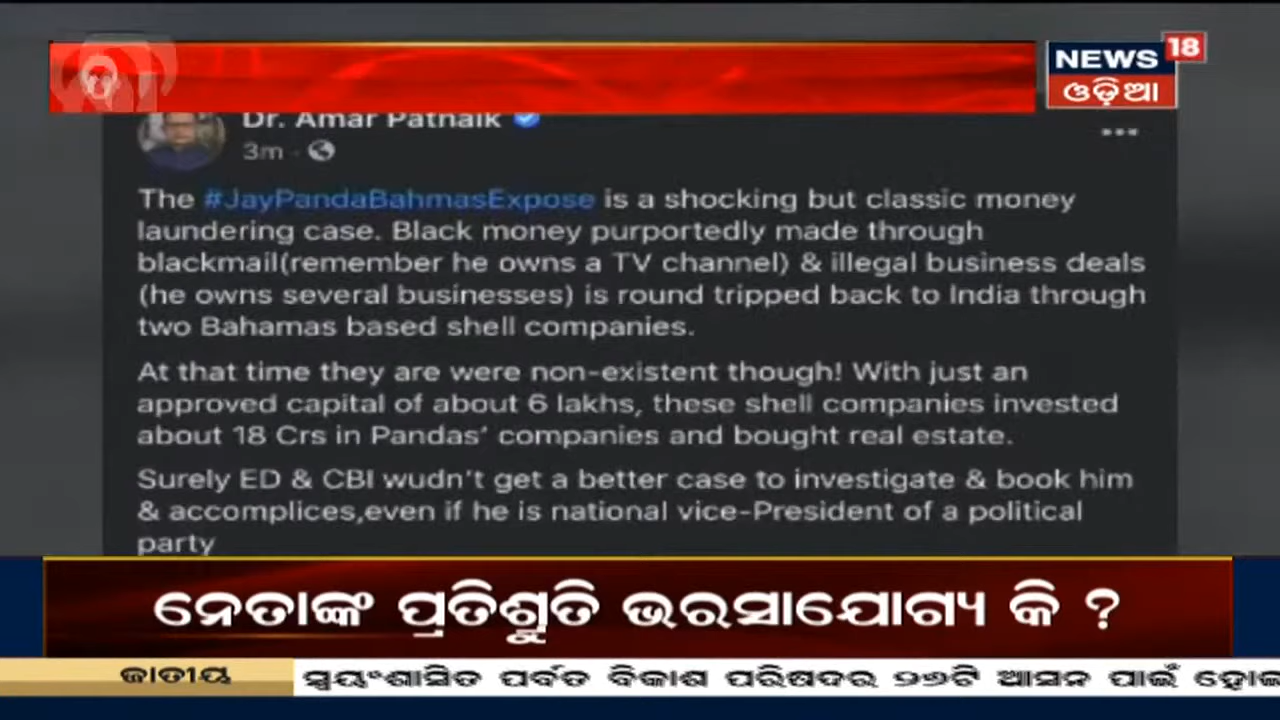 NEWS 18
ଓଡ଼ିଆ
Dr. Amar Patnaik
3m ·
The #JayPandaBahmasExpose is a shocking but classic money
laundering case. Black money purportedly made through
blackmail(remember he owns a TV channel) & illegal business deals
(he owns several businesses) is round tripped back to India through
two Bahamas based shell companies.
At that time they are were non-existent though! With just an
approved capital of about 6 lakhs, these shell companies invested
about 18 Crs in Pandas' companies and bought real estate.
Surely ED & CBI wudn't get a better case to investigate & book him
& accomplices,even if he is national vice-President of a political
party
ନେତାଙ୍କ ପ୍ରତିଶ୍ରୁତି ଭରସାଯୋଗ୍ୟ କି ?
ଜାତୀୟ
ସ୍ୱୟଂଶାସିତ ପର୍ବତ ବିକାଶ ପରିଷଦର ୨୬ଟି ଆସନ ପାଇଁ